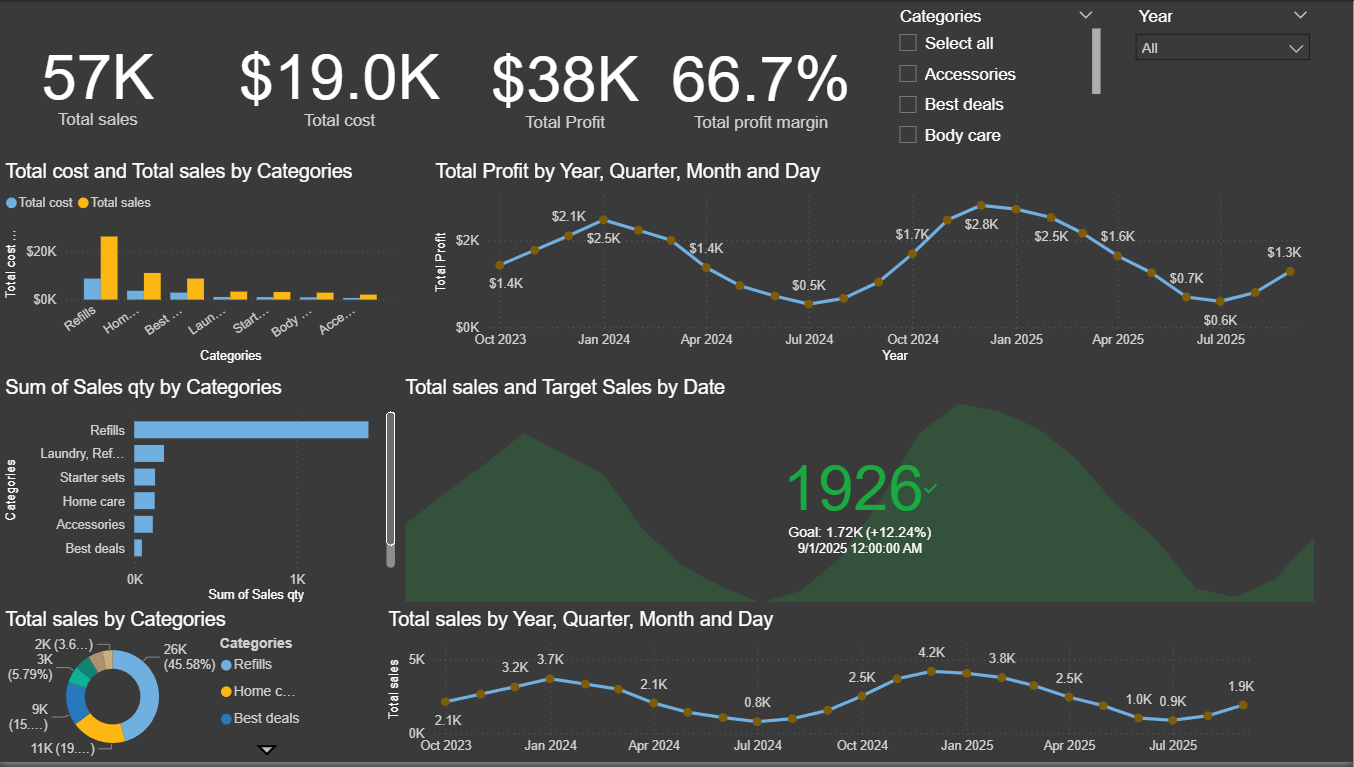 Categories
Select all
Accessories
Best deals
Body care
Year
All
57K
Total sales
$19.0K
Total cost
$38K
Total Profit
66.7%
Total profit margin
Total cost and Total sales by Categories
Total cost Total sales
Total cost ...
$20K
$0K
Refills
Hom...
Best ...
Laun...
Start...
Body ...
Acce...
Categories
Total Profit by Year, Quarter, Month and Day
Total Profit
$2K
$0K
$1.4K
$2.1K
$2.5K
$1.4K
$0.5K
$1.7K
$2.8K
$2.5K
$1.6K
$0.7K
$0.6K
$1.3K
Oct 2023 Jan 2024 Apr 2024 Jul 2024 Oct 2024 Jan 2025 Apr 2025 Jul 2025
Year
Sum of Sales qty by Categories
Categories
Refills
Laundry, Ref...
Starter sets
Home care
Accessories
Best deals
0K 1K
Sum of Sales qty
Total sales and Target Sales by Date
1926
Goal: 1.72K (+12.24%)
9/1/2025 12:00:00 AM
Total sales by Categories
2K (3.6...)
3K
(5.79%)
9K
(15....)
11K (19....)
26K
(45.58%)
Categories
Refills
Home c...
Best deals
Total sales by Year, Quarter, Month and Day
Total sales
5K
0K
2.1K
3.2K
3.7K
2.1K
0.8K
2.5K
4.2K
3.8K
2.5K
1.0K
0.9K
1.9K
Oct 2023 Jan 2024 Apr 2024 Jul 2024 Oct 2024 Jan 2025 Apr 2025 Jul 2025